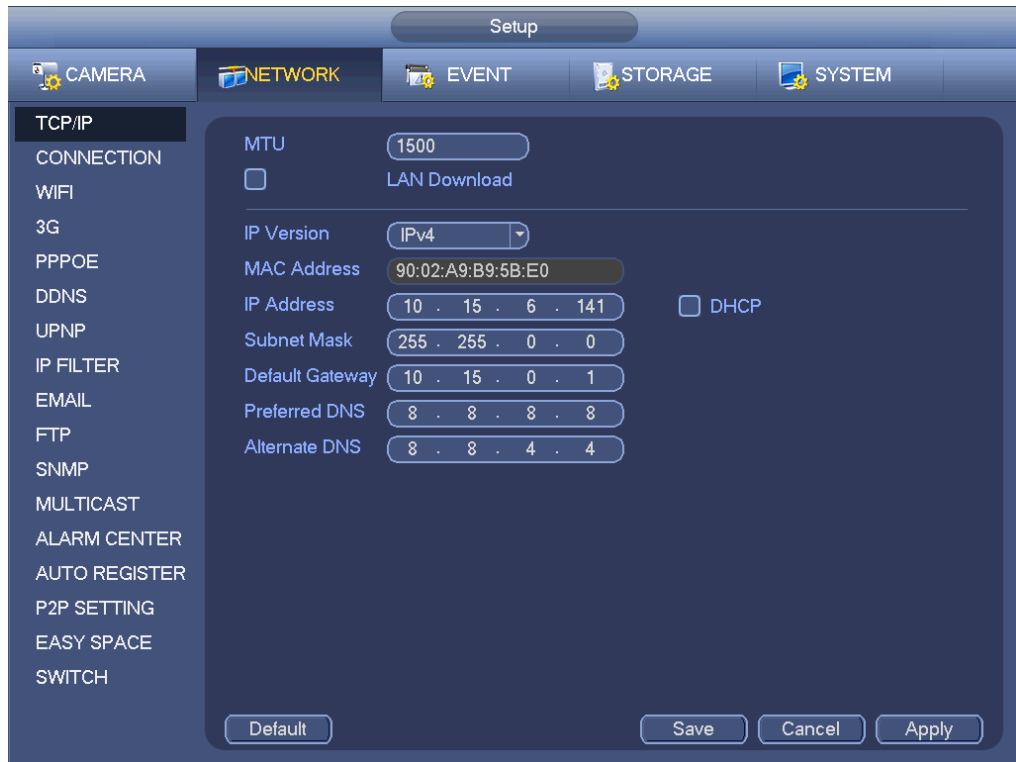 Setup
CAMERA NETWORK EVENT STORAGE SYSTEM
TCP/IP
CONNECTION
WIFI
3G
PPPOE
DDNS
UPNP
IP FILTER
EMAIL
FTP
SNMP
MULTICAST
ALARM CENTER
AUTO REGISTER
P2P SETTING
EASY SPACE
SWITCH
MTU 1500
LAN Download
IP Version IPv4
MAC Address 90:02:A9:B9:5B:E0
IP Address 10 . 15 . 6 . 141 DHCP
Subnet Mask 255 . 255 . 0 . 0
Default Gateway 10 . 15 . 0 . 1
Preferred DNS 8 . 8 . 8 . 8
Alternate DNS 8 . 8 . 4 . 4
Default Save Cancel Apply